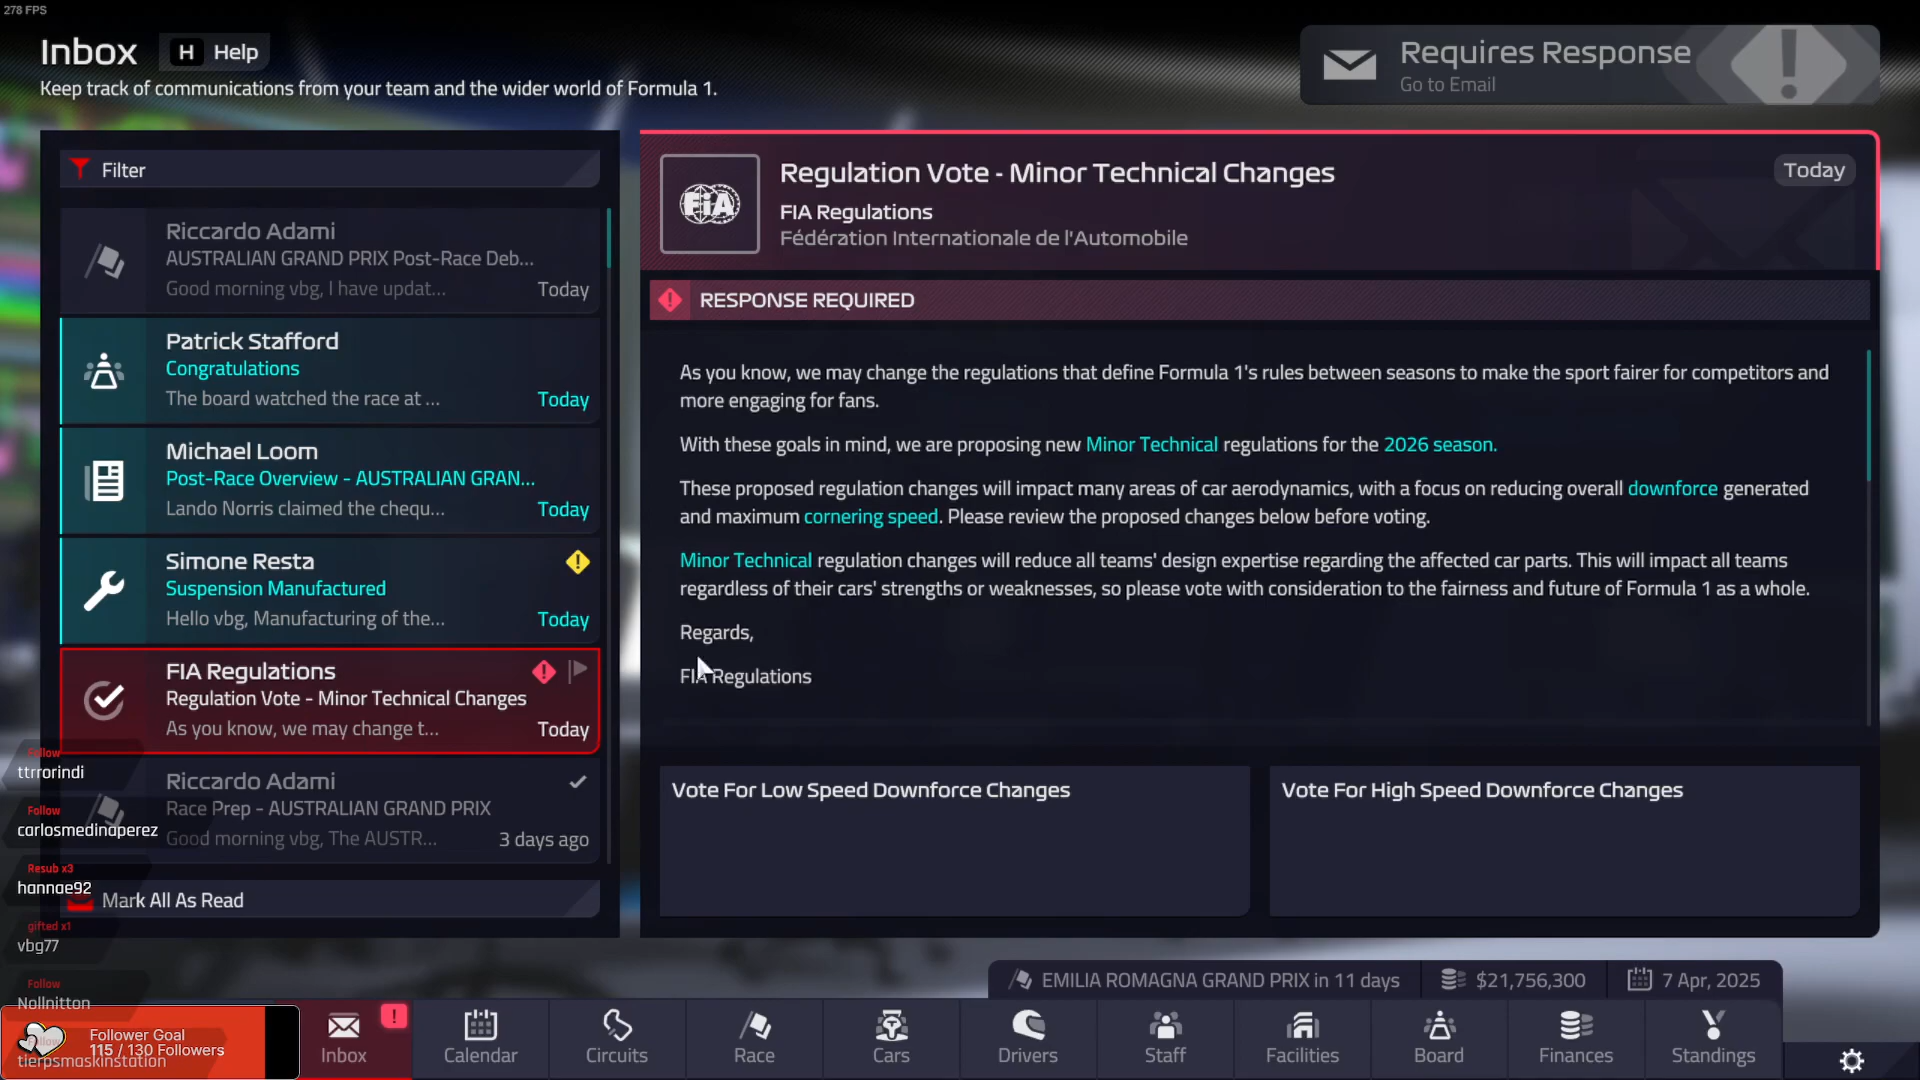 278 FPS
Inbox
H Help
Keep track of communications from your team and the wider world of Formula 1.
Requires Response
Go to Email
Filter
Riccardo Adami
AUSTRALIAN GRAND PRIX Post-Race Deb...
Good morning vbg, I have updat...
Today
Patrick Stafford
Congratulations
The board watched the race at ...
Today
Michael Loom
Post-Race Overview - AUSTRALIAN GRAN...
Lando Norris claimed the chequ...
Today
Simone Resta
Suspension Manufactured
Hello vbg, Manufacturing of the...
Today
FIA Regulations
Regulation Vote - Minor Technical Changes
As you know, we may change t...
Today
Riccardo Adami
Race Prep - AUSTRALIAN GRAND PRIX
Good morning vbg, The AUSTR...
3 days ago
Mark All As Read
FiA
Regulation Vote - Minor Technical Changes
Today
FIA Regulations
Fédération Internationale de l'Automobile
RESPONSE REQUIRED
As you know, we may change the regulations that define Formula 1's rules between seasons to make the sport fairer for competitors and
more engaging for fans.
With these goals in mind, we are proposing new Minor Technical regulations for the 2026 season.
These proposed regulation changes will impact many areas of car aerodynamics, with a focus on reducing overall downforce generated
and maximum cornering speed. Please review the proposed changes below before voting.
Minor Technical regulation changes will reduce all teams' design expertise regarding the affected car parts. This will impact all teams
regardless of their cars' strengths or weaknesses, so please vote with consideration to the fairness and future of Formula 1 as a whole.
Regards,
FIA Regulations
Vote For Low Speed Downforce Changes
Vote For High Speed Downforce Changes
Follow
ttrrorindi
Follow
carlosmedinaperez
Resub x3
hannae92
gifted x1
vbg77
Follow
Nollnitton
Follow
tierpsmaskinstation
Follower Goal
115 / 130 Followers
EMILIA ROMAGNA GRAND PRIX in 11 days
$21,756,300
7 Apr, 2025
Inbox
Calendar
Circuits
Race
Cars
Drivers
Staff
Facilities
Board
Finances
Standings